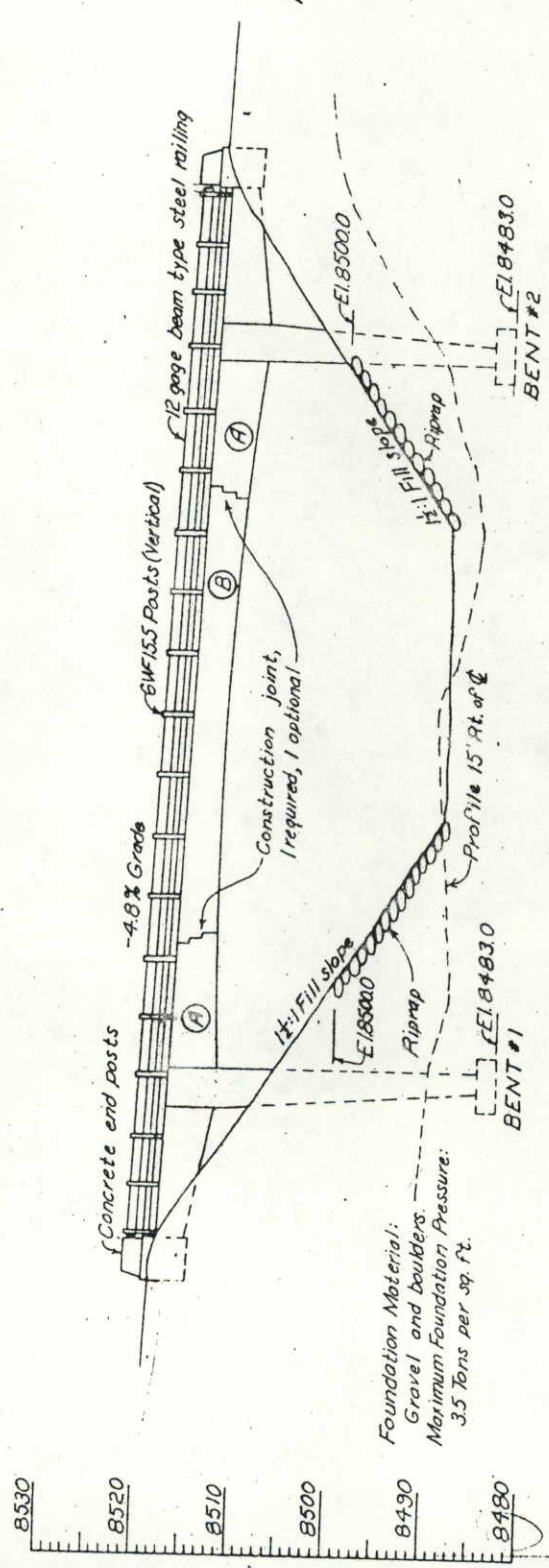 8530
8520
8510
8500
8490
8480
Concrete end posts
-4.8% Grade
6WF15.5 Posts (Vertical)
12 gage beam type steel railing
A
B
A
Construction joint,
1 required, 1 optional
1½:1 Fill slope
El.8500.0
Riprap
1½:1 Fill slope
Riprap
El.8500.0
Profile 15' Rt. of ℄
El.8483.0
BENT #1
El.8483.0
BENT #2
Foundation Material:
Gravel and boulders.
Maximum Foundation Pressure:
3.5 Tons per sq. ft.